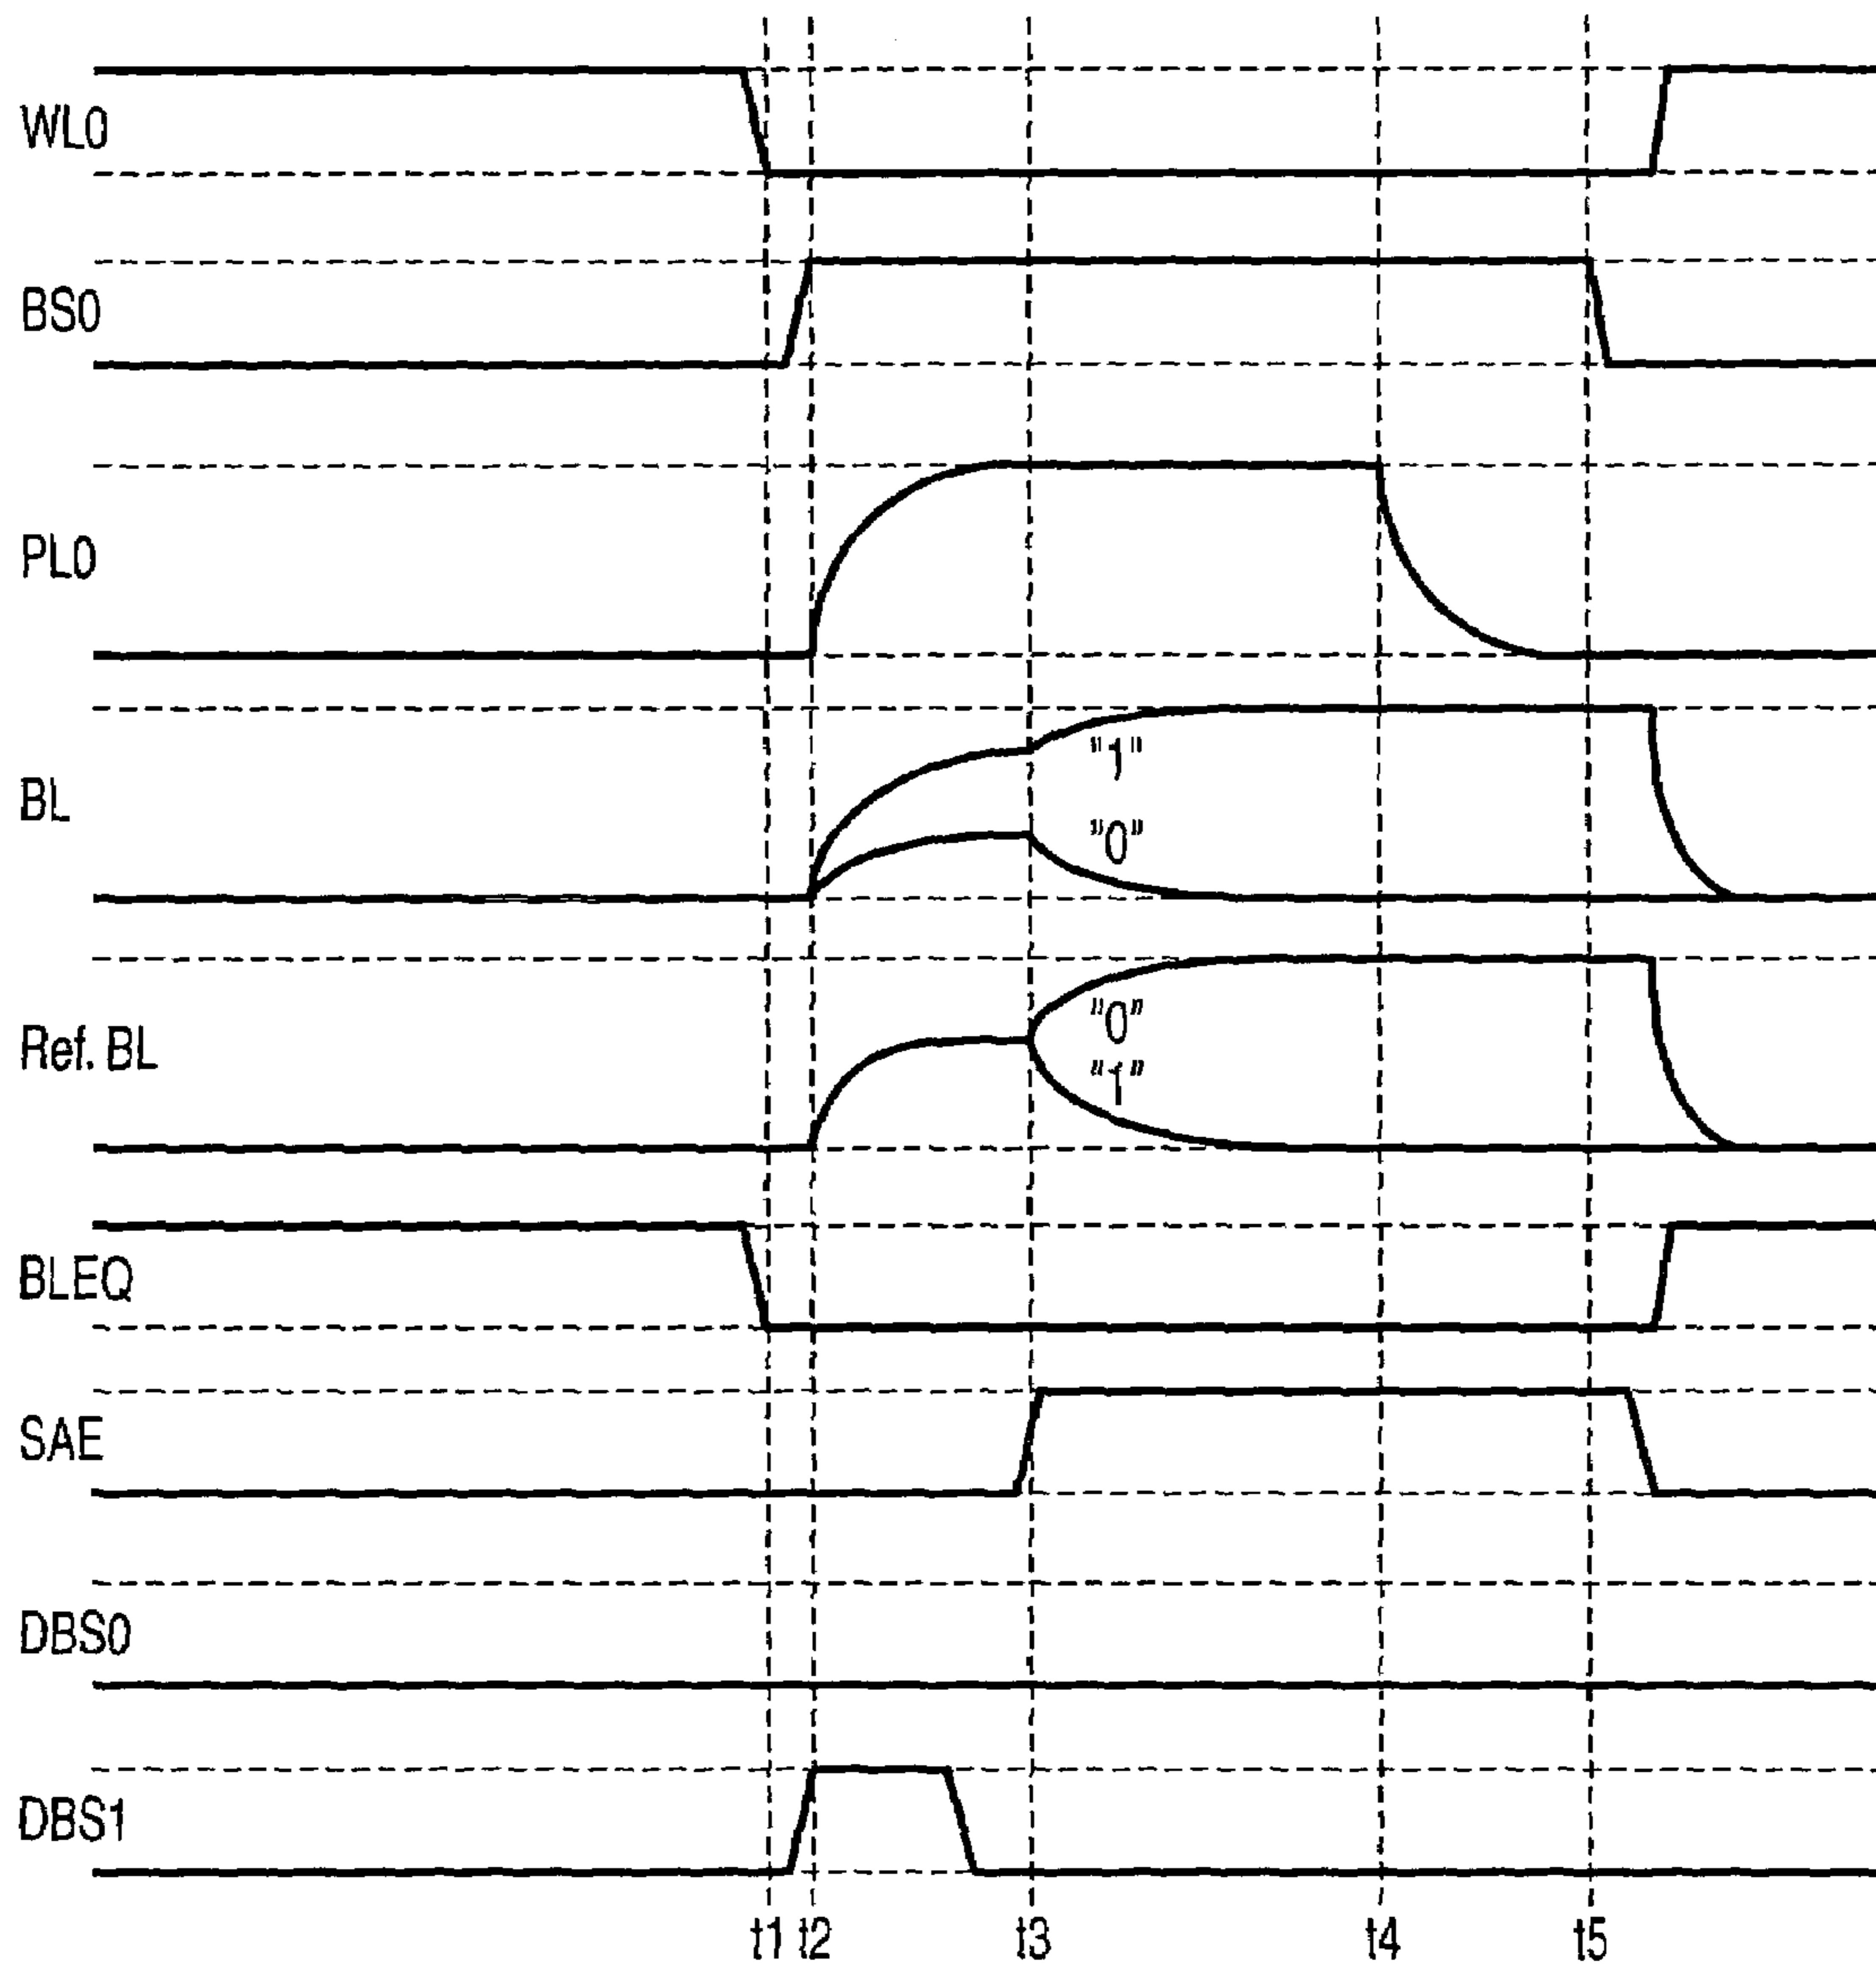 WL0
BS0
PL0
BL
"1"
"0"
Ref. BL
"0"
"1"
BLEQ
SAE
DBS0
DBS1
t1 t2 t3 t4 t5